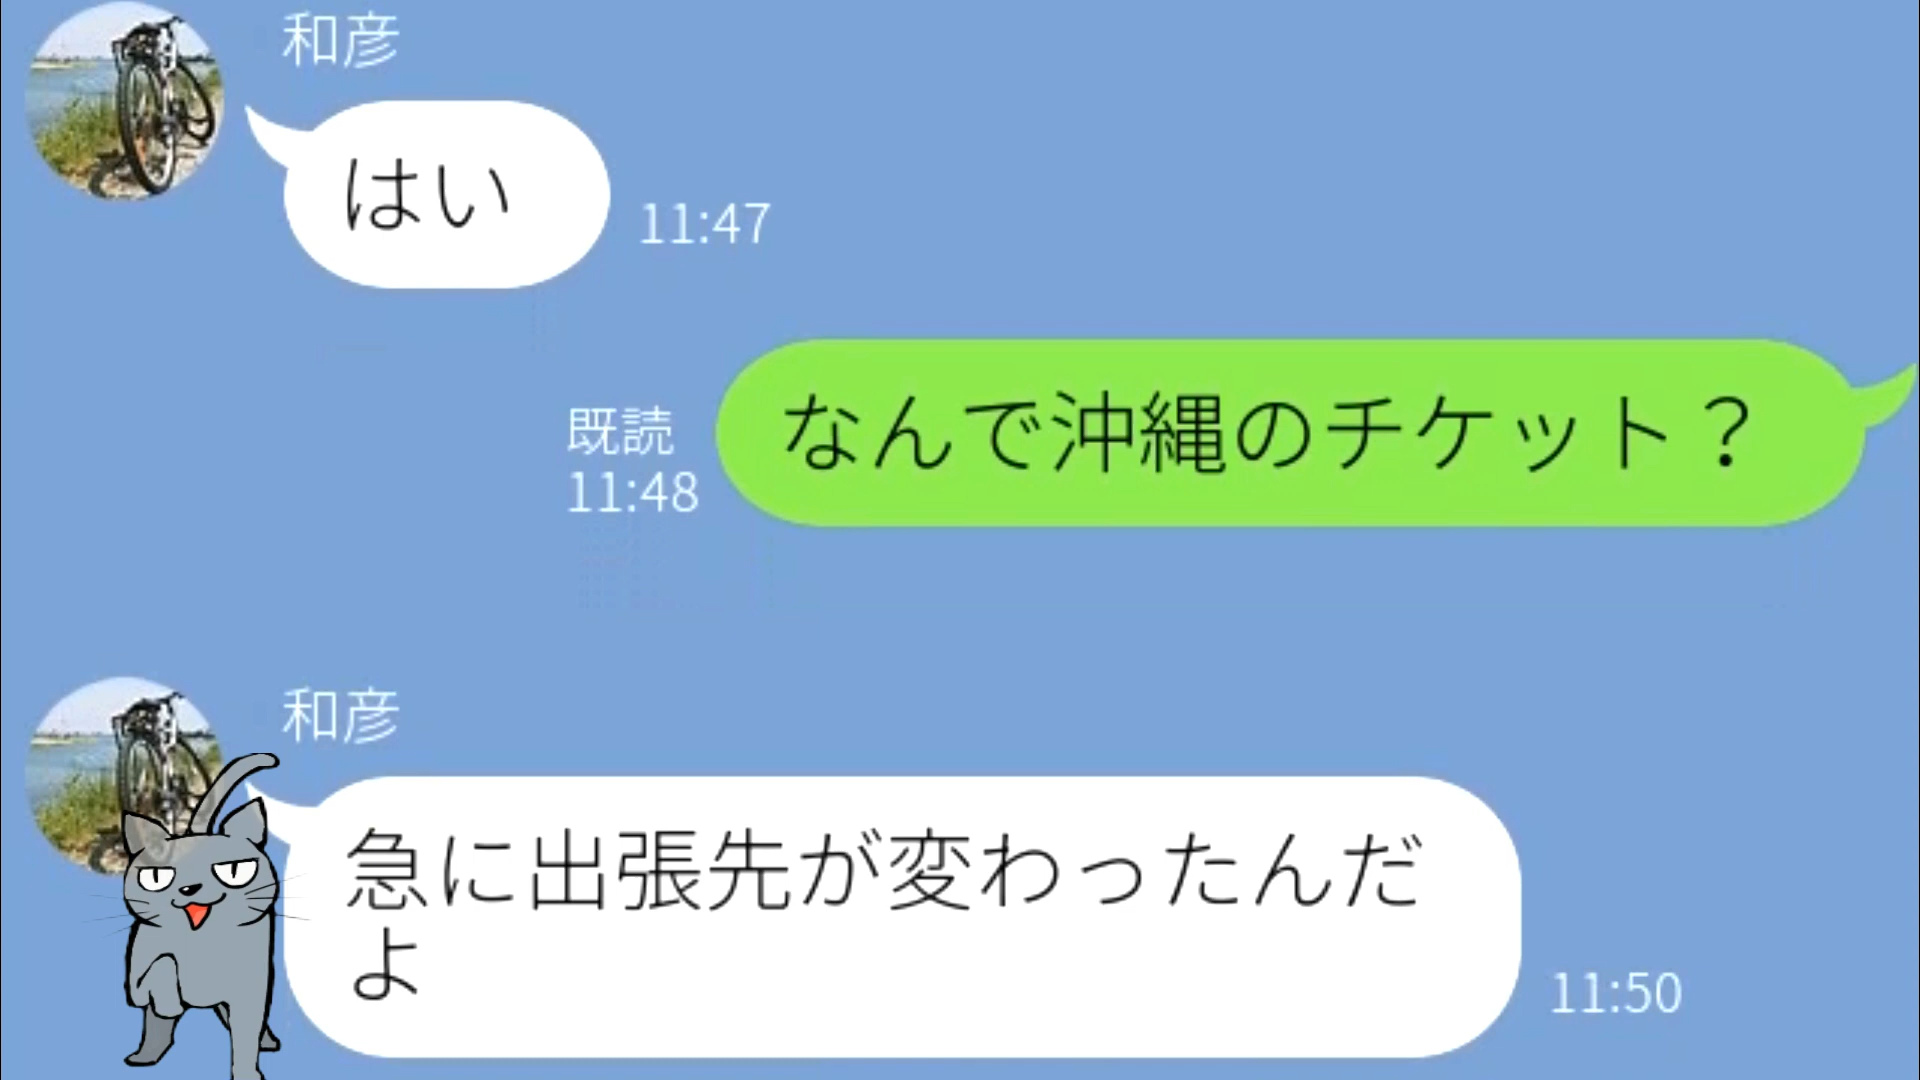 和彦
はい
11:47
なんで沖縄のチケット？
既読
11:48
和彦
急に出張先が変わったんだ
よ
11:50